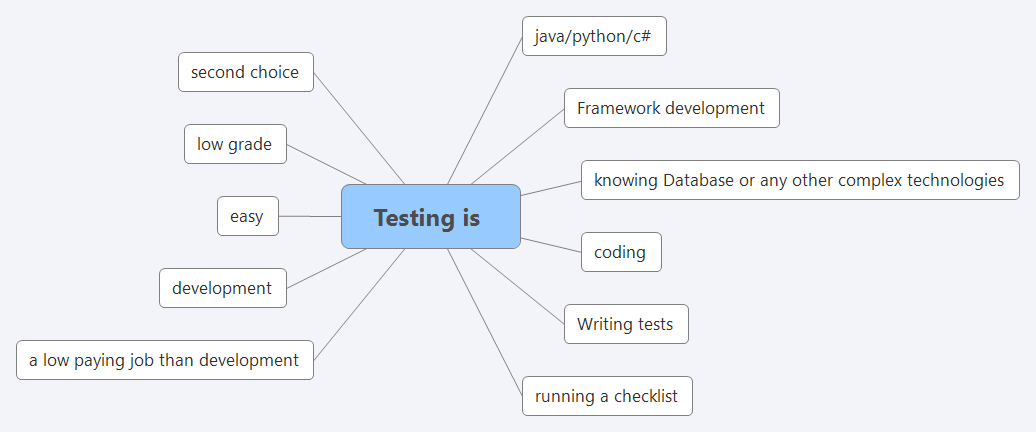 Testing is
java/python/c#
Framework development
knowing Database or any other complex technologies
coding
Writing tests
running a checklist
second choice
low grade
easy
development
a low paying job than development